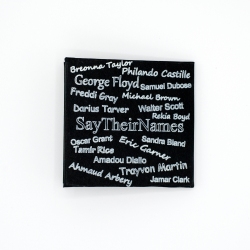 Breonna Taylor
Philando Castille
George Floyd
Samuel Dubose
Freddi Gray
Michael Brown
Darius Tarver
Walter Scott
Rekia Boyd
SayTheirNames
Oscar Grant
Sandra Bland
Eric Garner
Tamir Rice
Amadou Diallo
Trayvon Martin
Ahmaud Arbery
Jamar Clark